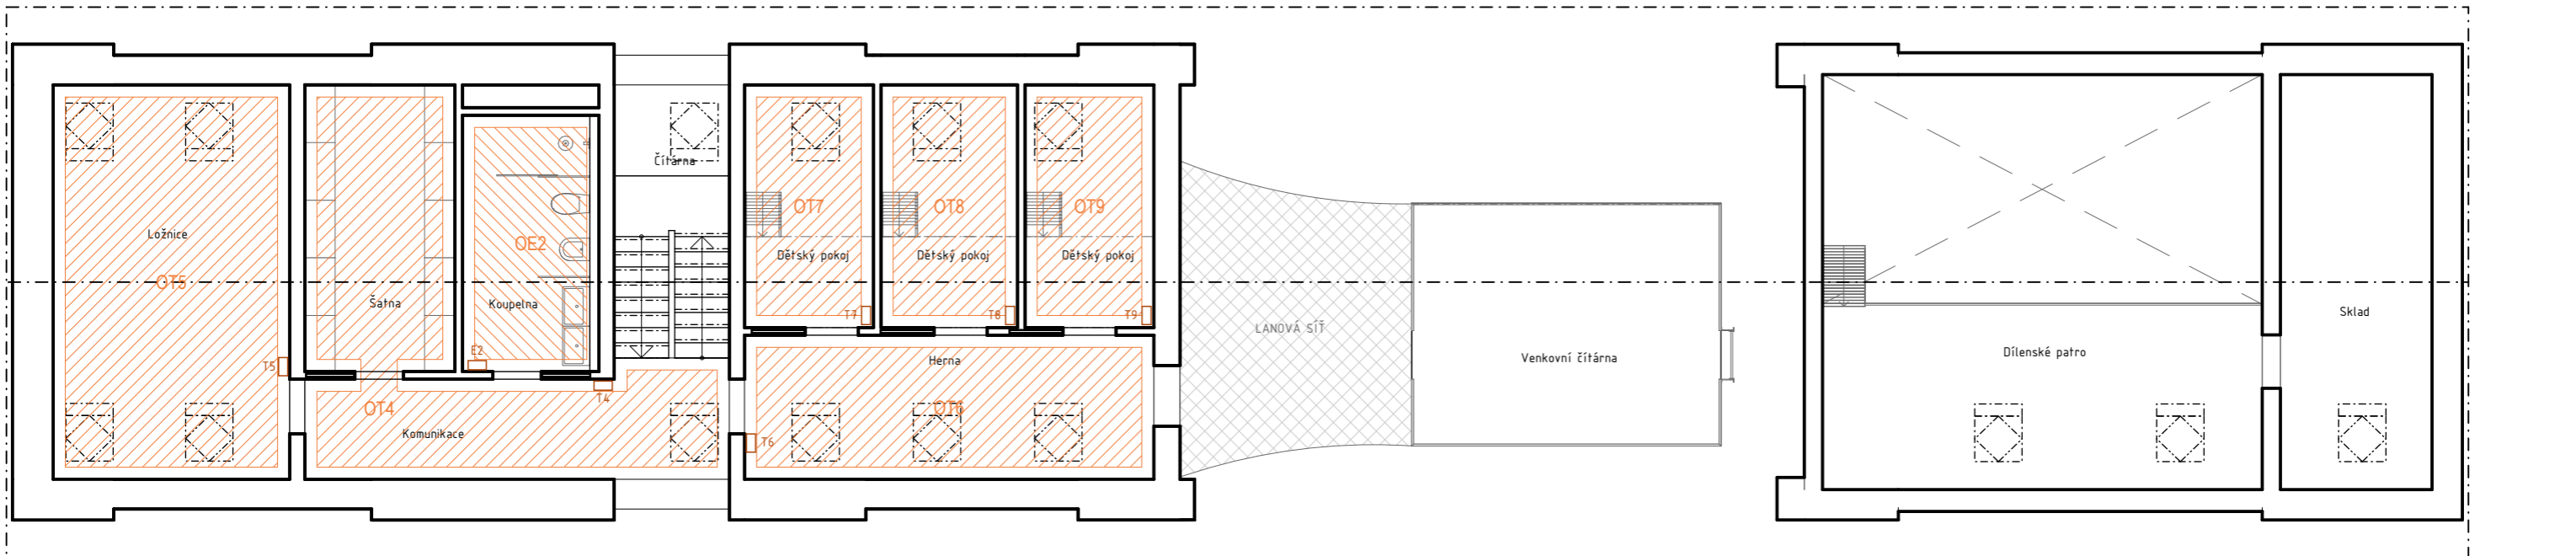 Čítárna
OT7
OT8
OT9
Ložnice
OE2
Dětský pokoj
Dětský pokoj
Dětský pokoj
OT5
Šatna
Koupelna
T7
T8
T9
LANOVÁ SÍŤ
Sklad
E2
Herna
Venkovní čítárna
Dílenské patro
T5
T4
OT4
OT6
Komunikace
T6